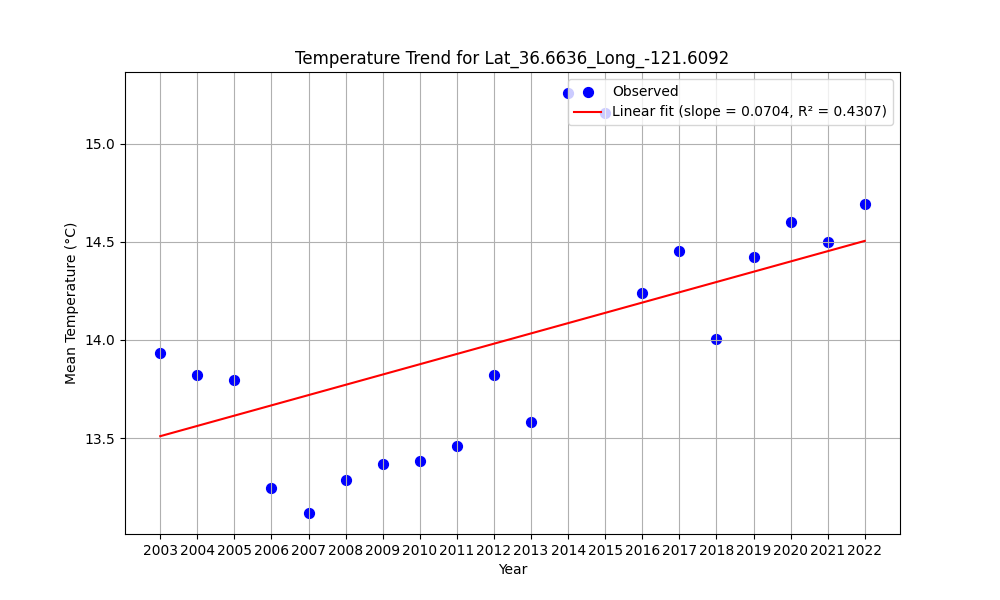 Temperature Trend for Lat_36.6636_Long_-121.6092
Observed
Linear fit (slope = 0.0704, R² = 0.4307)
15.0
14.5
14.0
13.5
Mean Temperature (°C)
2003 2004 2005 2006 2007 2008 2009 2010 2011 2012 2013 2014 2015 2016 2017 2018 2019 2020 2021 2022
Year